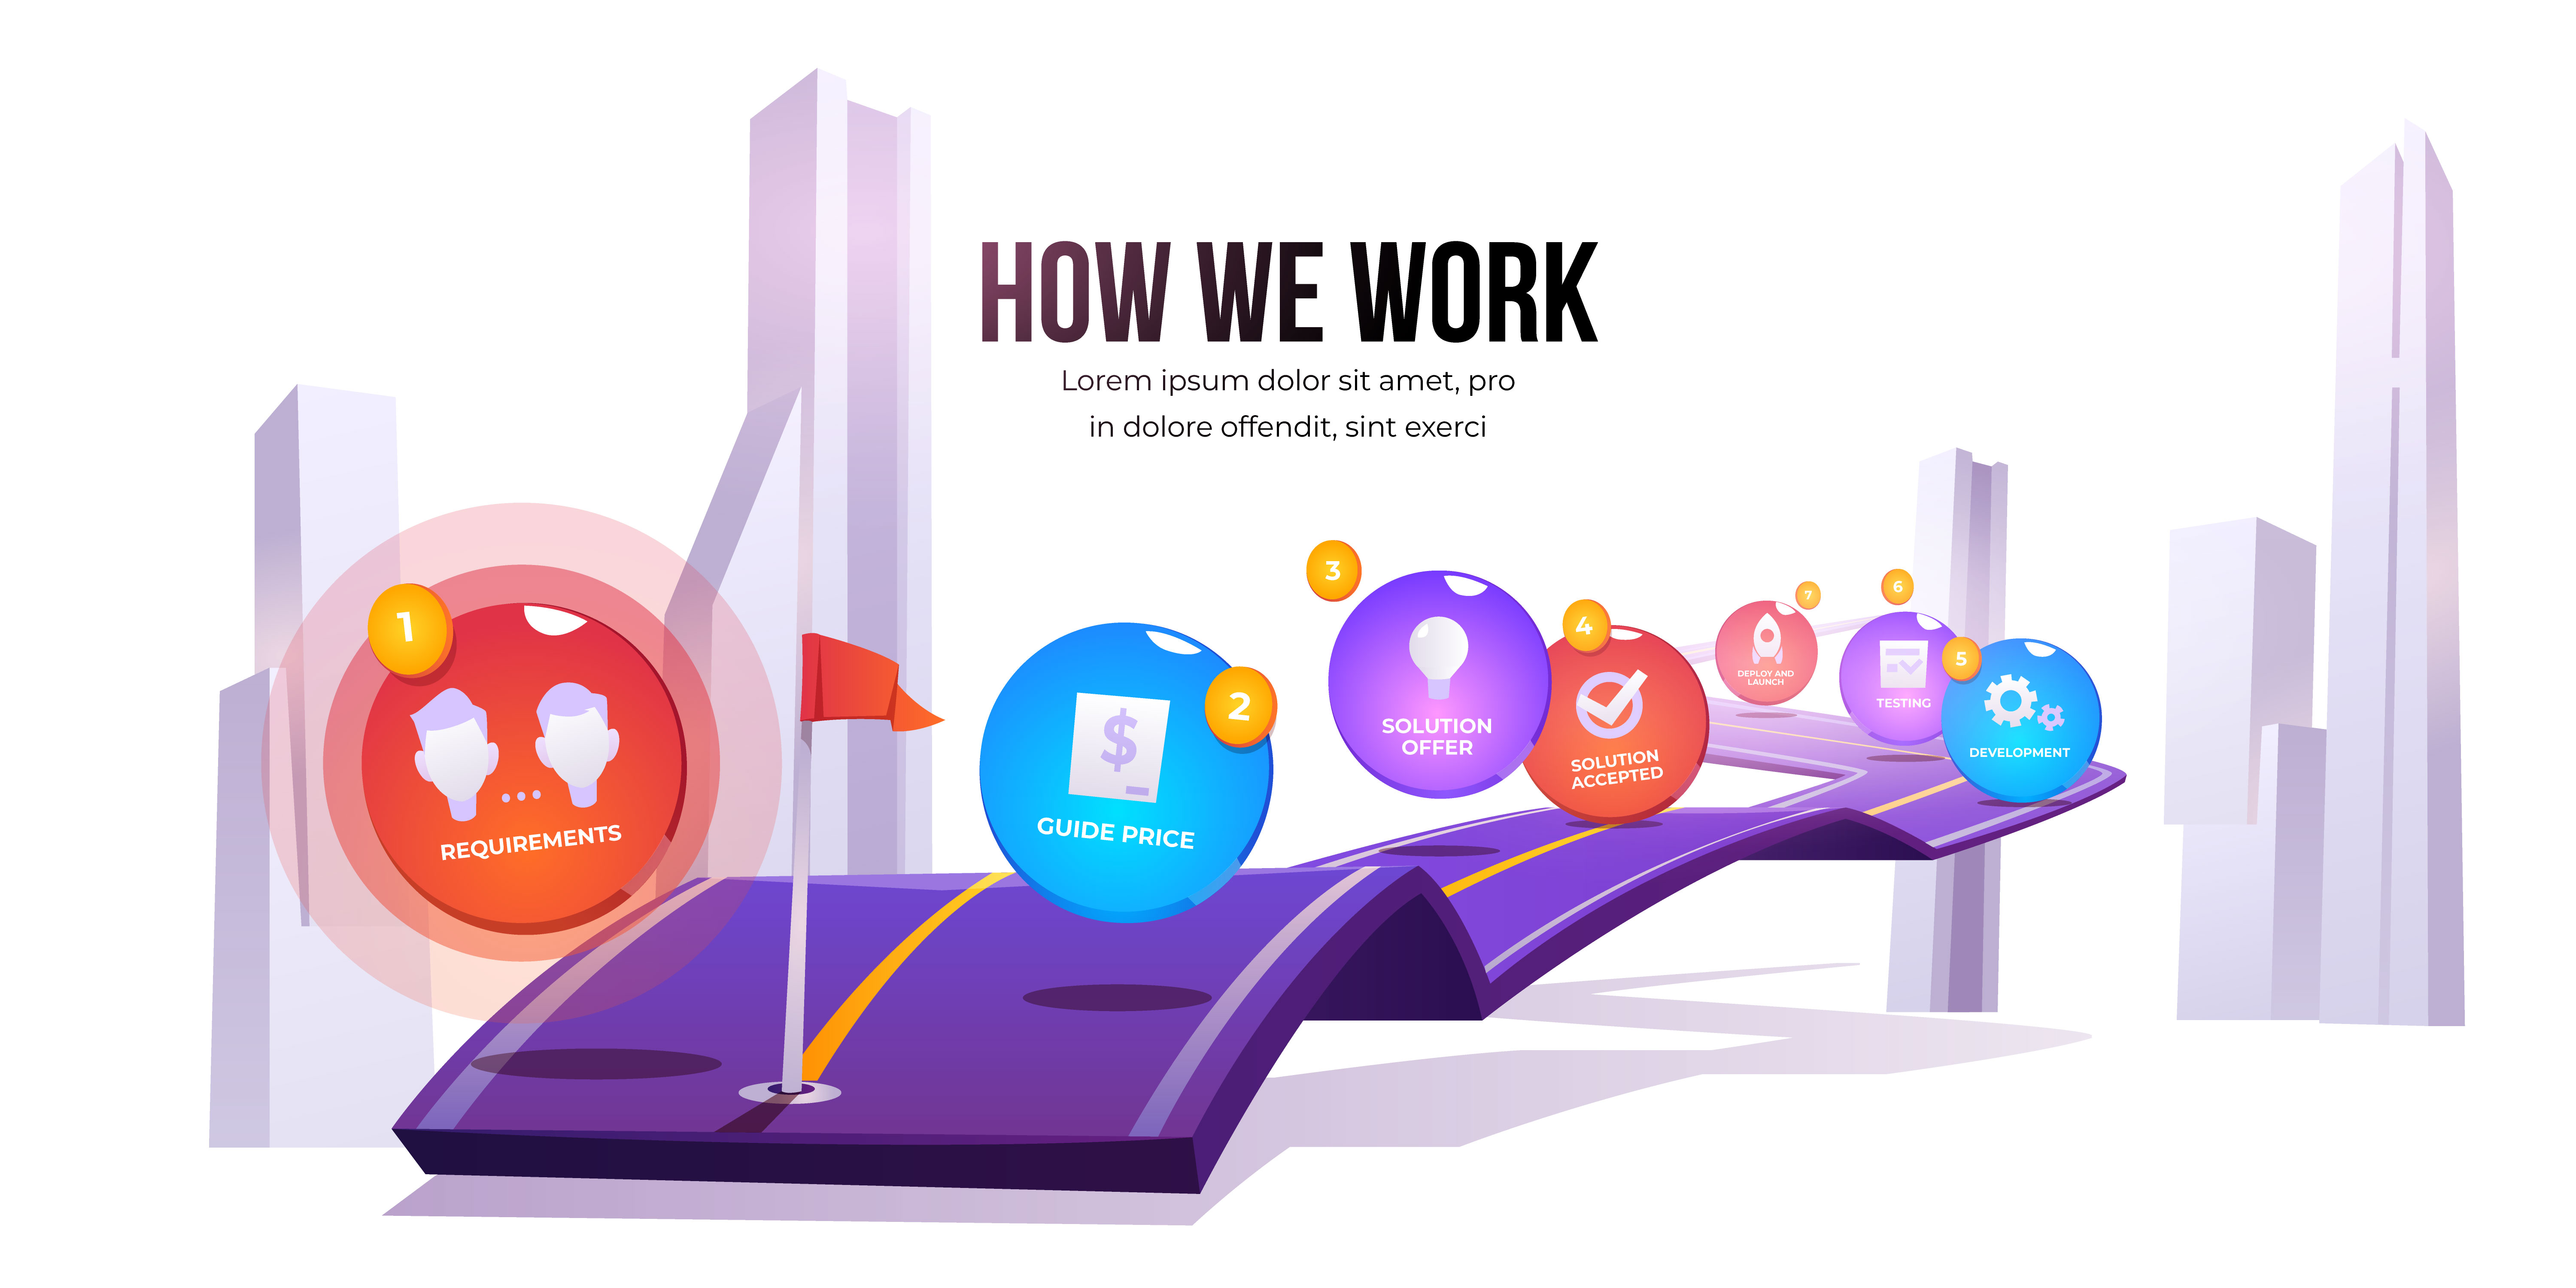 HOW WE WORK
Lorem ipsum dolor sit amet, pro
in dolore offendit, sint exerci
1
REQUIREMENTS
2
$
GUIDE PRICE
3
SOLUTION
OFFER
4
SOLUTION
ACCEPTED
5
DEVELOPMENT
6
TESTING
7
DEPLOY AND
LAUNCH